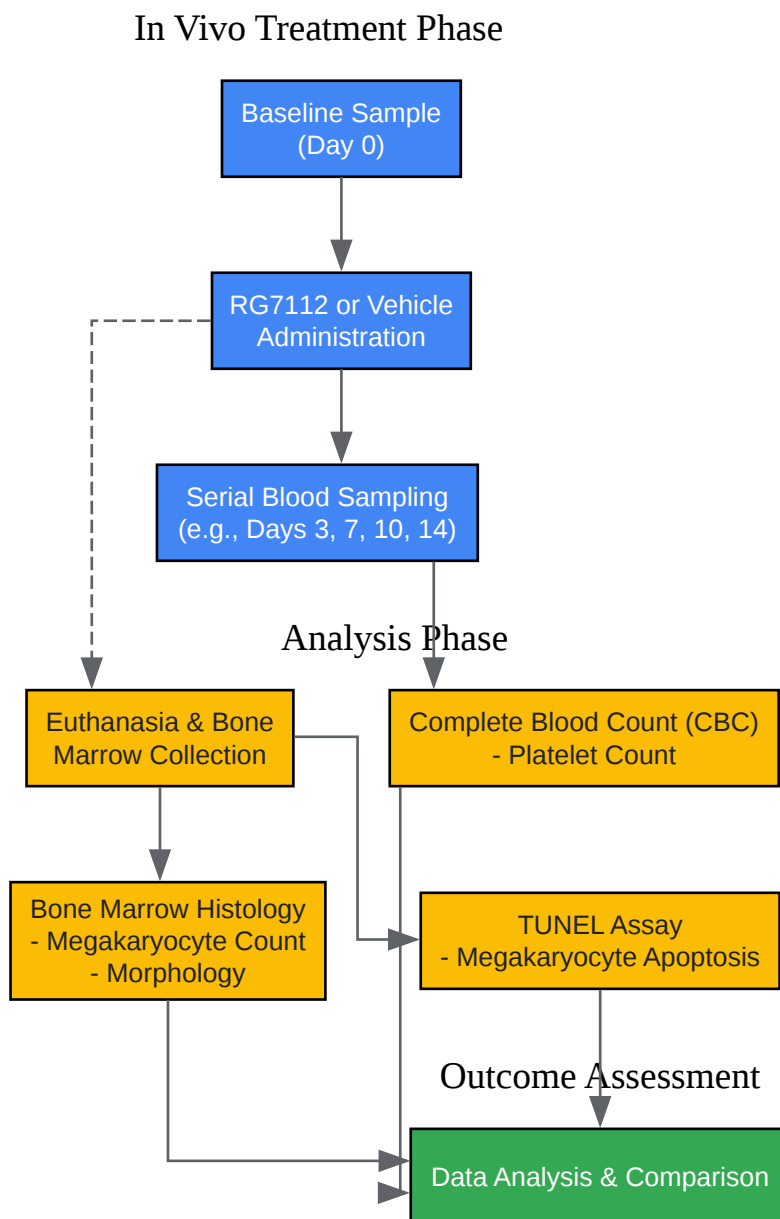 In Vivo Treatment Phase
Baseline Sample
(Day 0)
RG7112 or Vehicle
Administration
Serial Blood Sampling
(e.g., Days 3, 7, 10, 14)
Analysis Phase
Euthanasia & Bone
Marrow Collection
Complete Blood Count (CBC)
- Platelet Count
Bone Marrow Histology
- Megakaryocyte Count
- Morphology
TUNEL Assay
- Megakaryocyte Apoptosis
Outcome Assessment
Data Analysis & Comparison